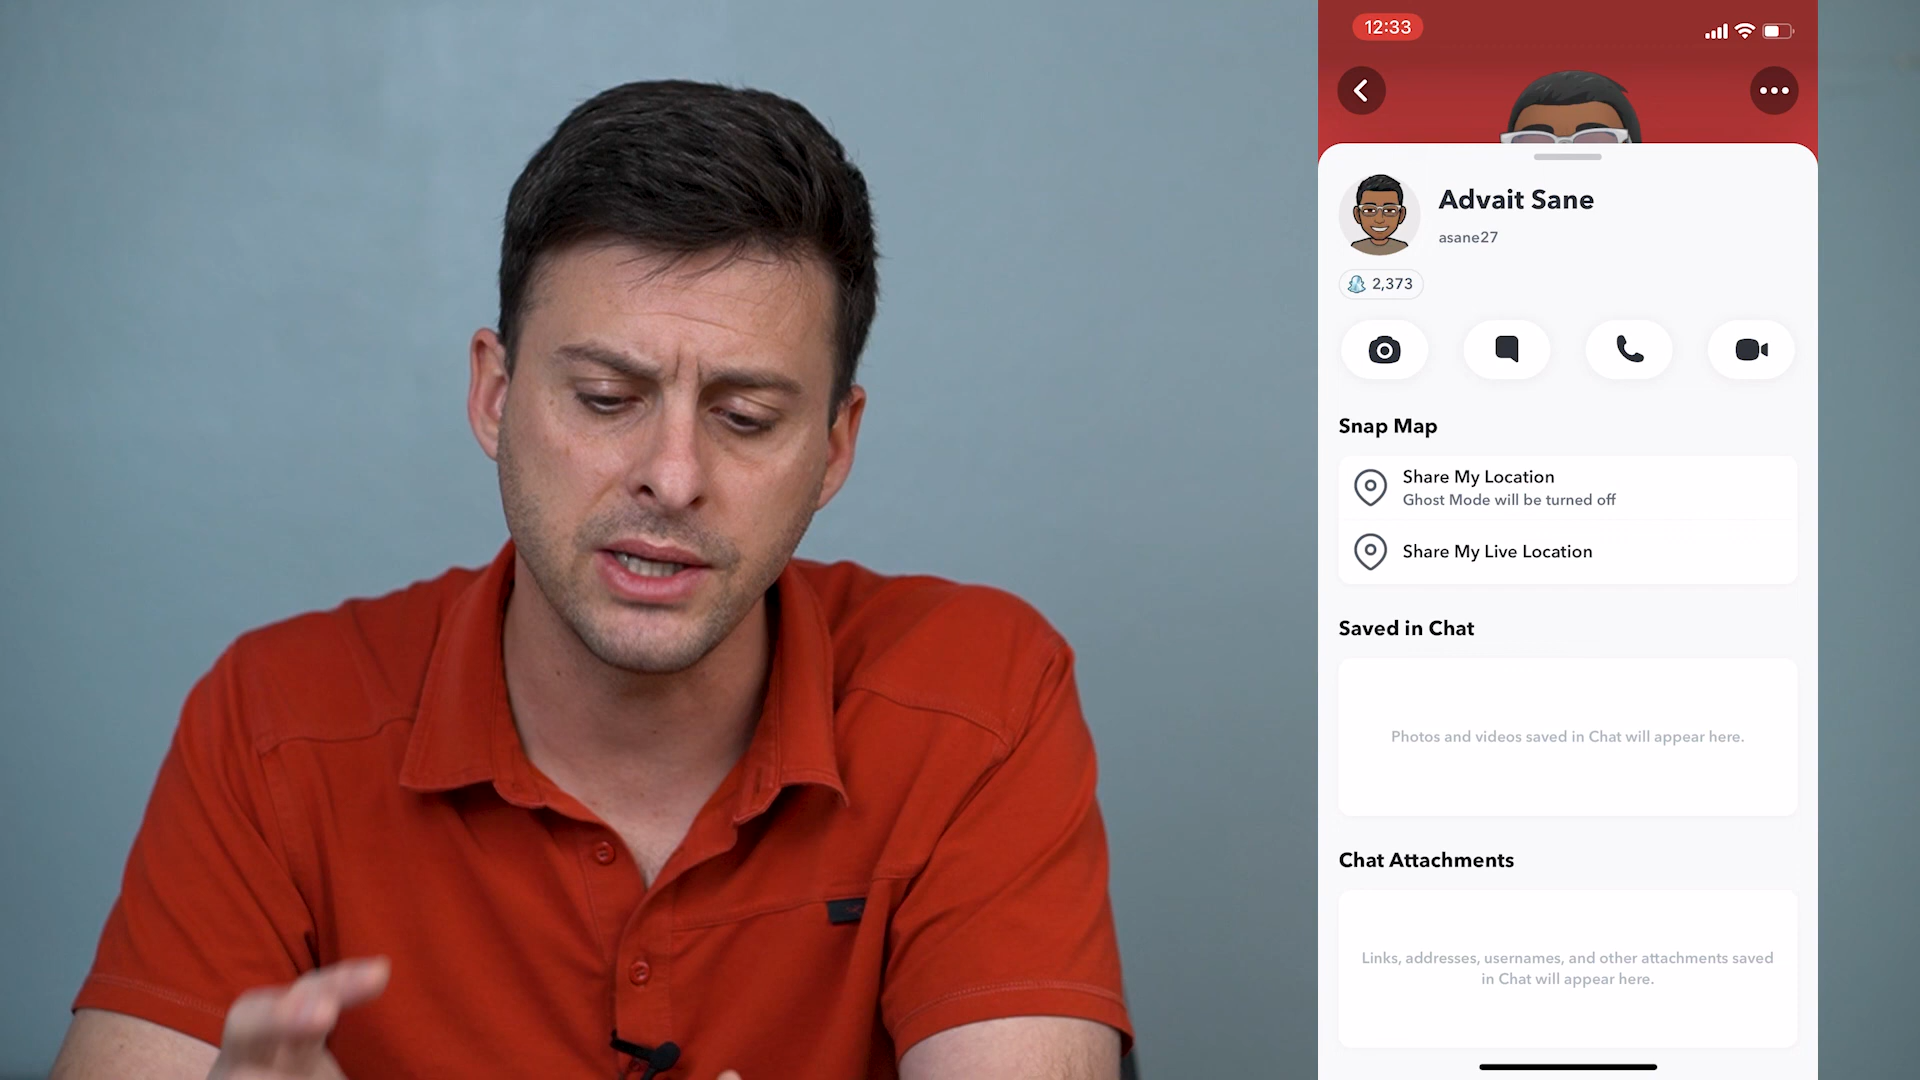 12:33
Advait Sane
asane27
2,373
Snap Map
Share My Location
Ghost Mode will be turned off
Share My Live Location
Saved in Chat
Photos and videos saved in Chat will appear here.
Chat Attachments
Links, addresses, usernames, and other attachments saved
in Chat will appear here.